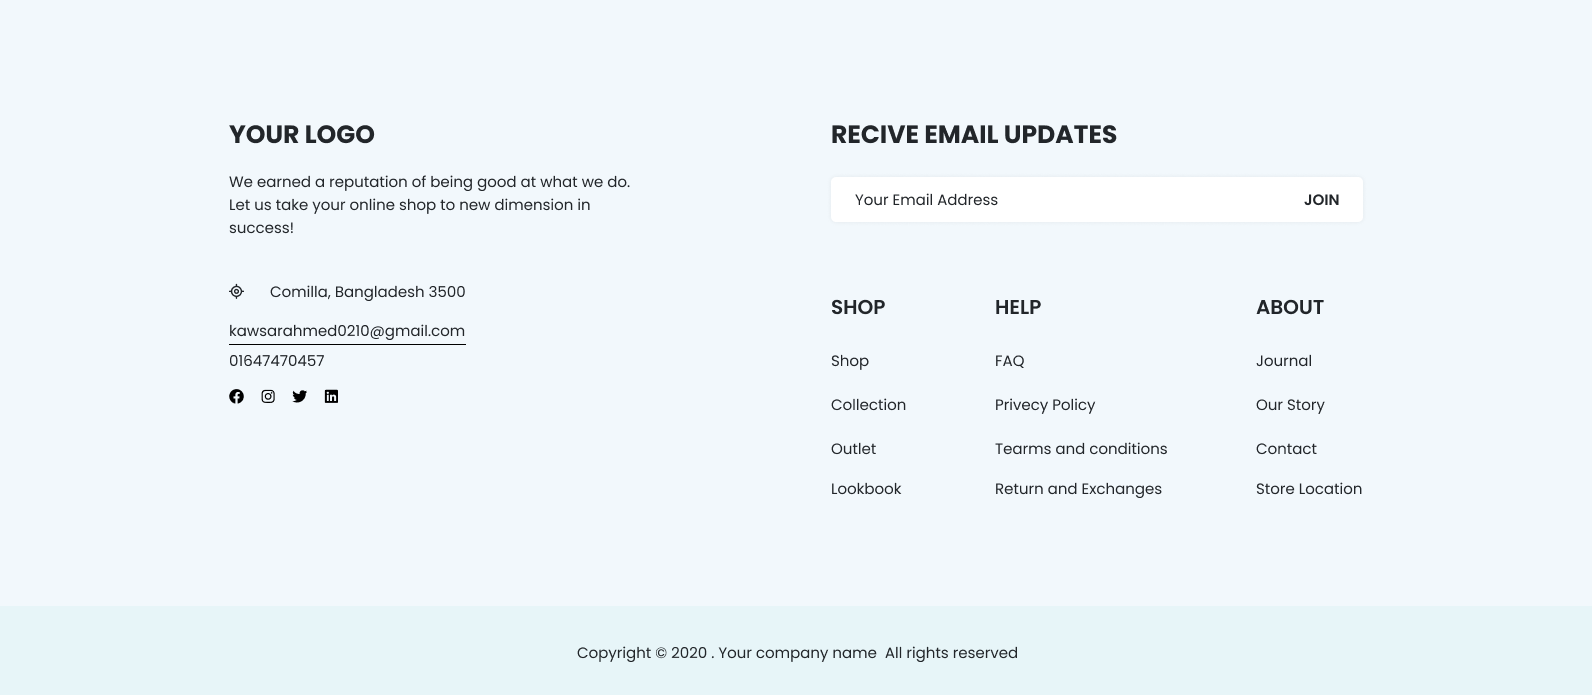 YOUR LOGO
We earned a reputation of being good at what we do.
Let us take your online shop to new dimension in
success!
Comilla, Bangladesh 3500
kawsarahmed0210@gmail.com
01647470457
RECIVE EMAIL UPDATES
Your Email Address JOIN
SHOP
Shop
Collection
Outlet
Lookbook
HELP
FAQ
Privecy Policy
Tearms and conditions
Return and Exchanges
ABOUT
Journal
Our Story
Contact
Store Location
Copyright © 2020 . Your company name  All rights reserved